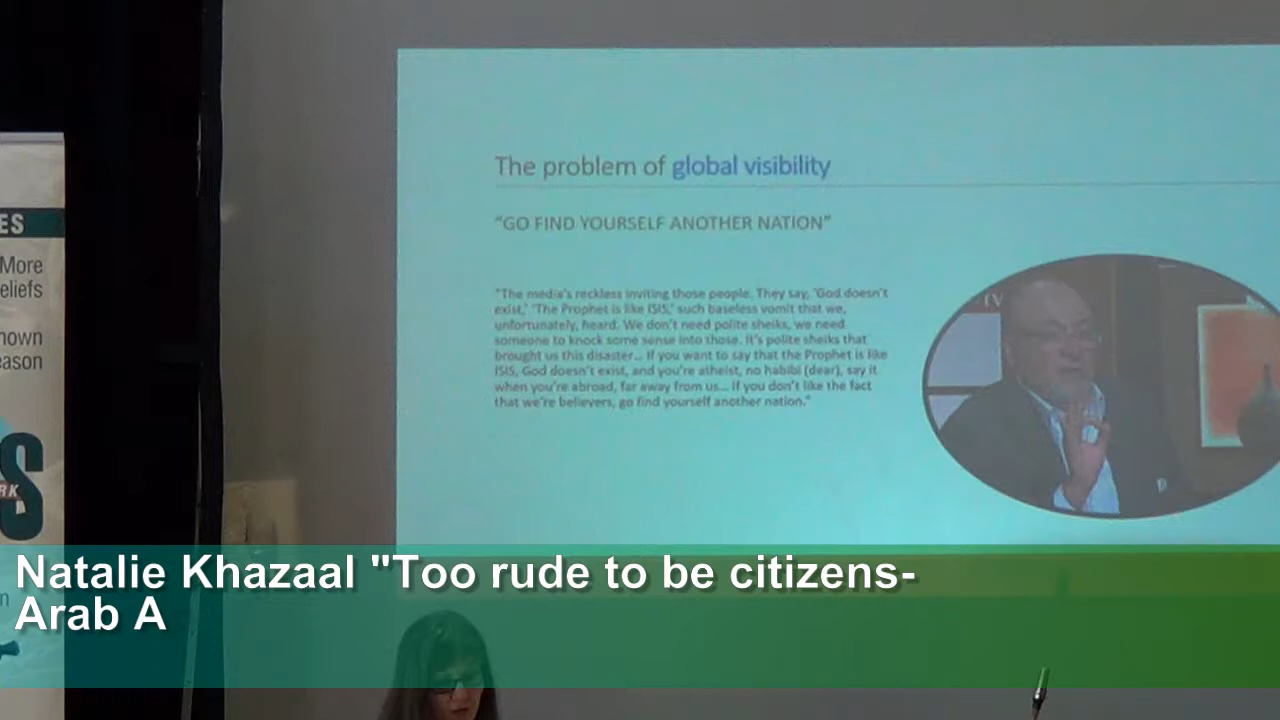 The problem of global visibility
"GO FIND YOURSELF ANOTHER NATION"
"The media's reckless inviting those people. They say, 'God doesn't
exist,' 'The Prophet is like ISIS,' such baseless vomit that we,
unfortunately, heard. We don't need polite sheiks, we need
someone to knock some sense into those. It's polite sheiks that
brought us this disaster... If you want to say that the Prophet is like
ISIS, God doesn't exist, and you're atheist, no habibi (dear), say it
when you're abroad, far away from us... If you don't like the fact
that we're believers, go find yourself another nation."
TV
ES
More
eliefs
nown
eason
S
RK
n
Natalie Khazaal "Too rude to be citizens-
Arab A